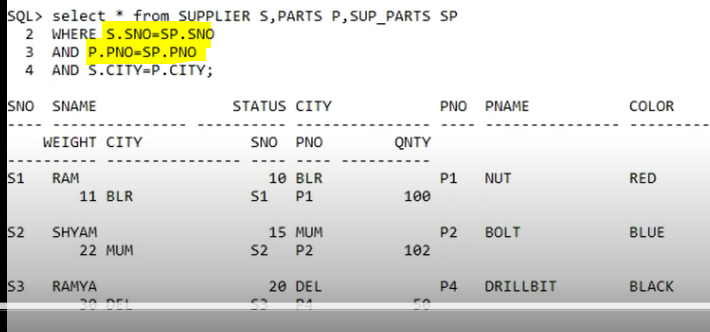 SQL> select * from SUPPLIER S,PARTS P,SUP_PARTS SP
2 WHERE S.SNO=SP.SNO
3 AND P.PNO=SP.PNO
4 AND S.CITY=P.CITY;
SNO SNAME STATUS CITY PNO PNAME COLOR
---- --------------- ---------- --------------- ---- --------------- ----------
WEIGHT CITY SNO PNO QNTY
---------- --------------- ---- ---- ----------
S1 RAM 10 BLR P1 NUT RED
11 BLR S1 P1 100
S2 SHYAM 15 MUM P2 BOLT BLUE
22 MUM S2 P2 102
S3 RAMYA 20 DEL P4 DRILLBIT BLACK
30 DEL S3 P4 50